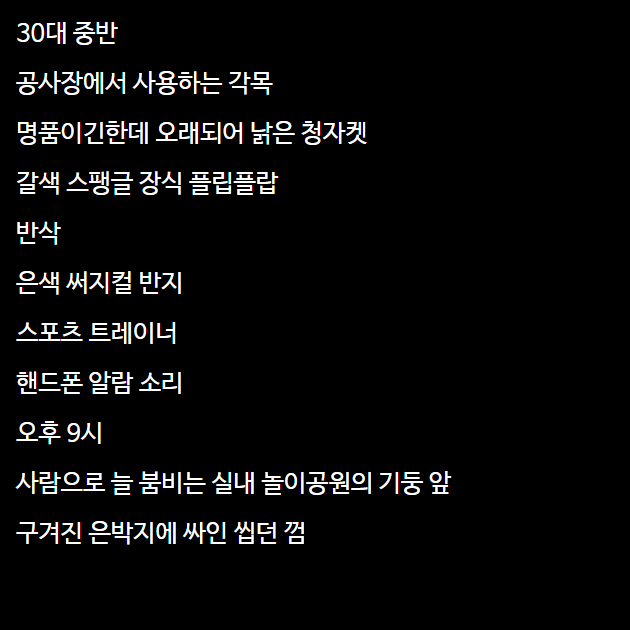 30대 중반
공사장에서 사용하는 각목
명품이긴한데 오래되어 낡은 청자켓
갈색 스팽글 장식 플립플랍
반삭
은색 써지컬 반지
스포츠 트레이너
핸드폰 알람 소리
오후 9시
사람으로 늘 붐비는 실내 놀이공원의 기둥 앞
구겨진 은박지에 싸인 씹던 껌